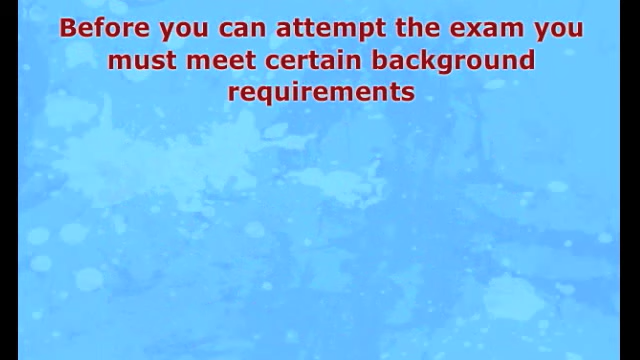 Before you can attempt the exam you
must meet certain background
requirements